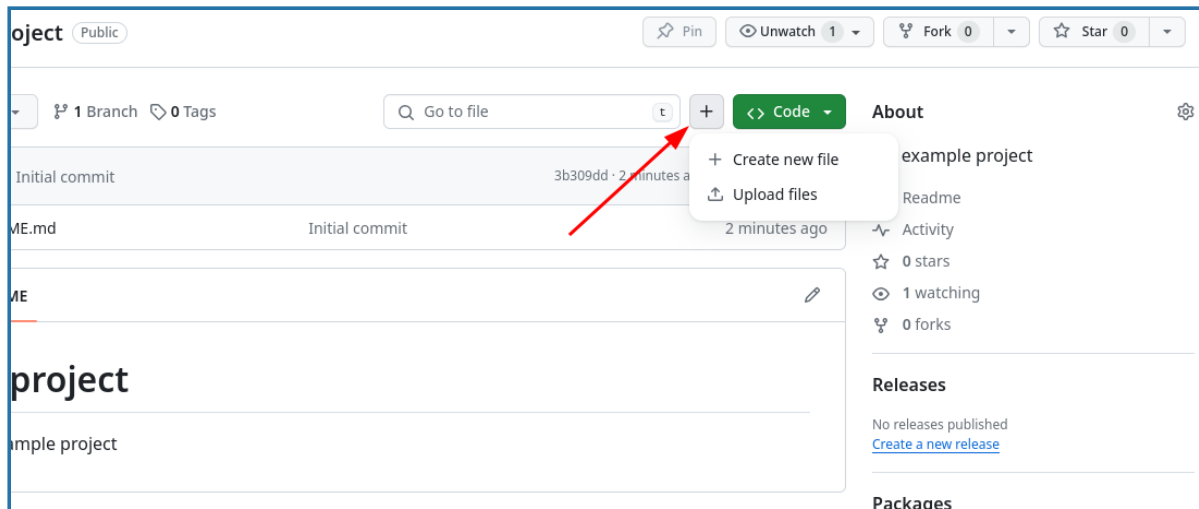 oject Public Pin Unwatch 1 Fork 0 Star 0
1 Branch 0 Tags Go to file t + Code
Create new file
Upload files
Initial commit 3b309dd · 2 minutes a
ME.md Initial commit 2 minutes ago
ME
project
ample project
About
example project
Readme
Activity
0 stars
1 watching
0 forks
Releases
No releases published
Create a new release
Packages